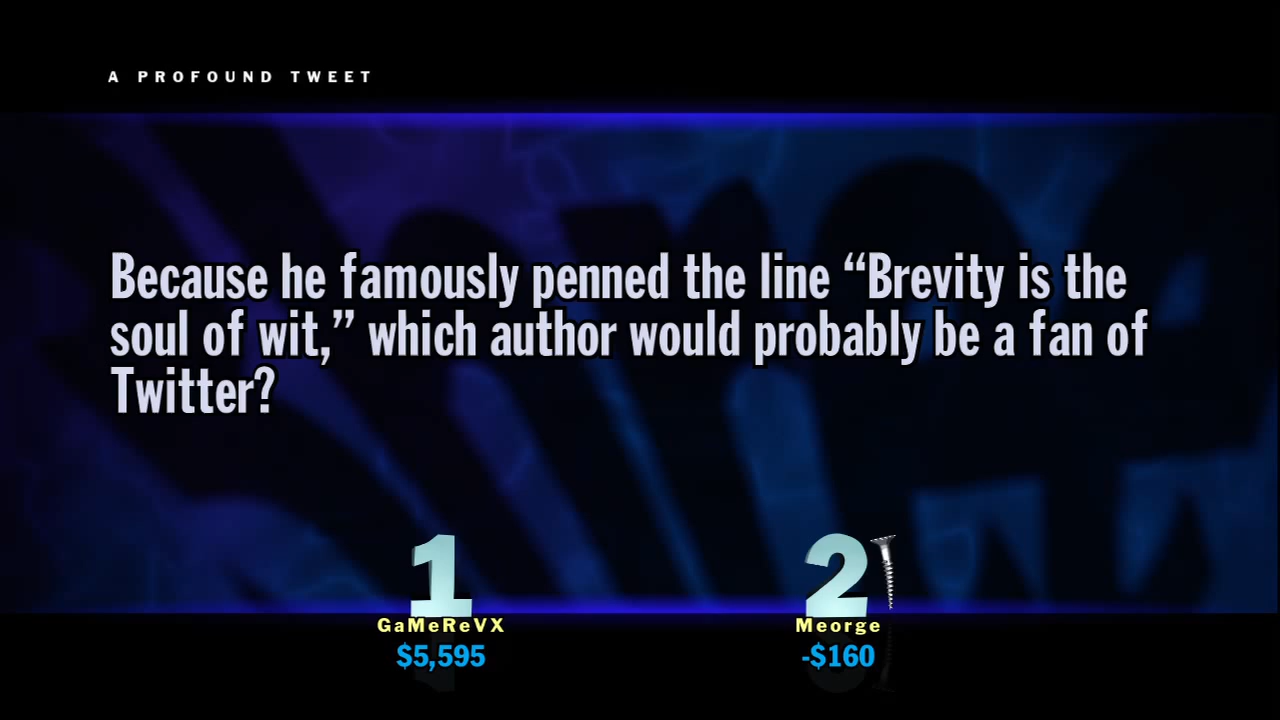 A PROFOUND TWEET
Because he famously penned the line “Brevity is the
soul of wit,” which author would probably be a fan of
Twitter?
1
2
GaMeReVX
Meorge
$5,595
-$160